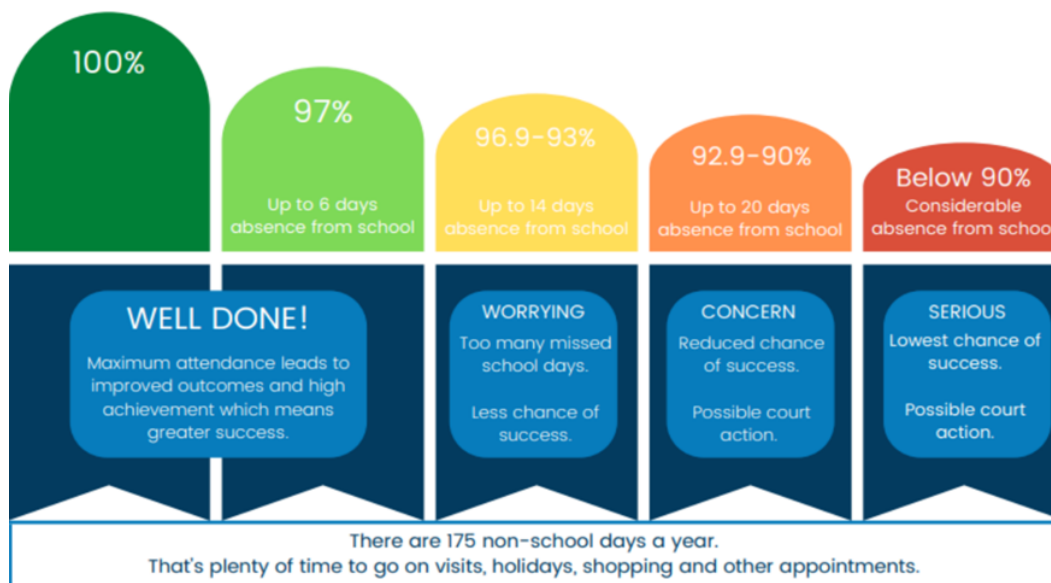 100%
97%
Up to 6 days
absence from school
96.9-93%
Up to 14 days
absence from school
92.9-90%
Up to 20 days
absence from school
Below 90%
Considerable
absence from school
WELL DONE!
Maximum attendance leads to
improved outcomes and high
achievement which means
greater success.
WORRYING
Too many missed
school days.
Less chance of
success.
CONCERN
Reduced chance
of success.
Possible court
action.
SERIOUS
Lowest chance of
success.
Possible court
action.
There are 175 non-school days a year.
That's plenty of time to go on visits, holidays, shopping and other appointments.